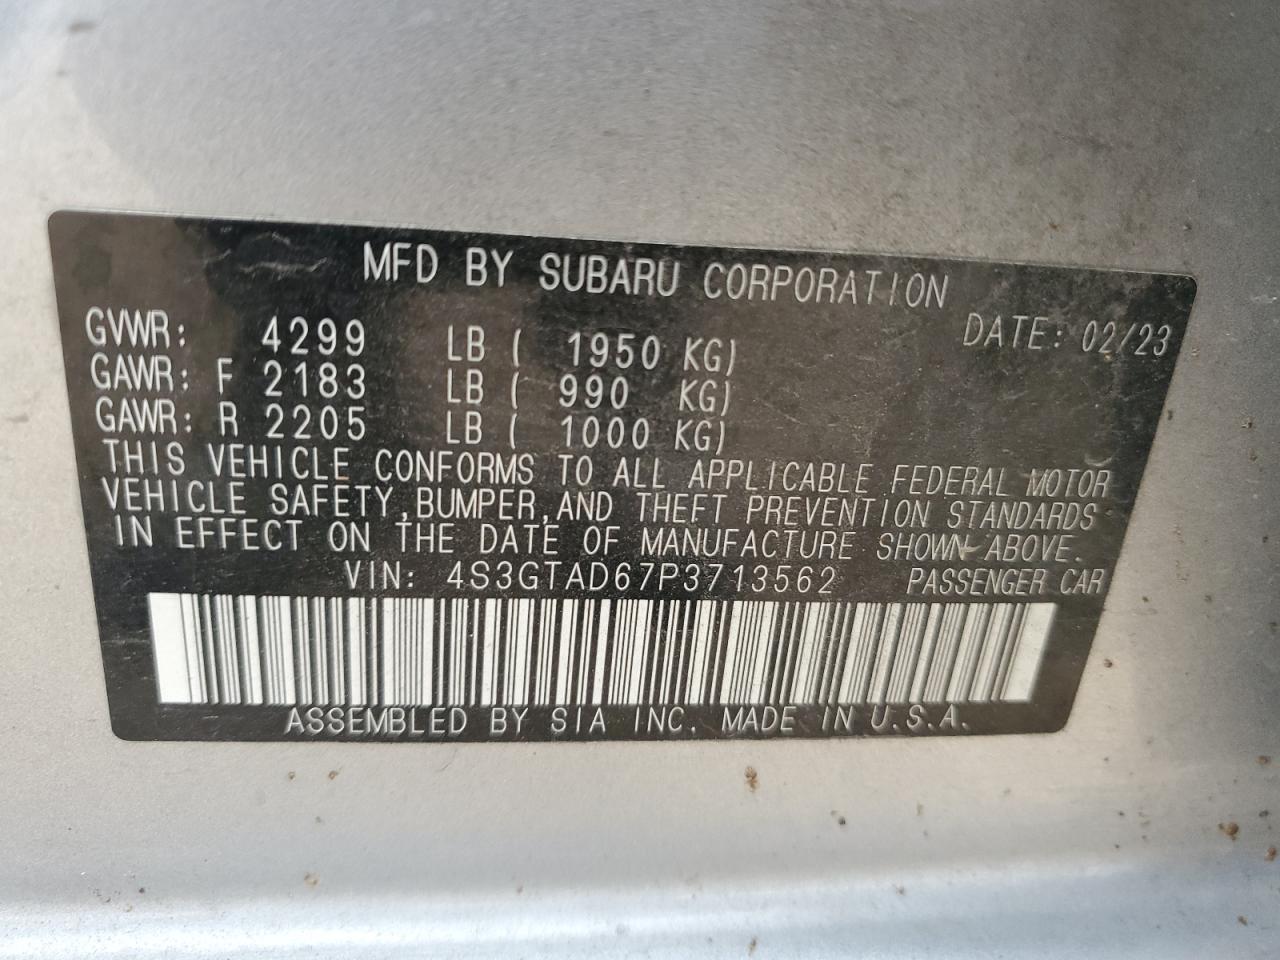 MFD BY SUBARU CORPORATION
GVWR: 4299 LB ( 1950 KG) DATE: 02/23
GAWR: F 2183 LB ( 990 KG)
GAWR: R 2205 LB ( 1000 KG)
THIS VEHICLE CONFORMS TO ALL APPLICABLE FEDERAL MOTOR
VEHICLE SAFETY, BUMPER, AND THEFT PREVENTION STANDARDS
IN EFFECT ON THE DATE OF MANUFACTURE SHOWN ABOVE.
VIN: 4S3GTAD67P3713562 PASSENGER CAR
ASSEMBLED BY SIA INC. MADE IN U.S.A.